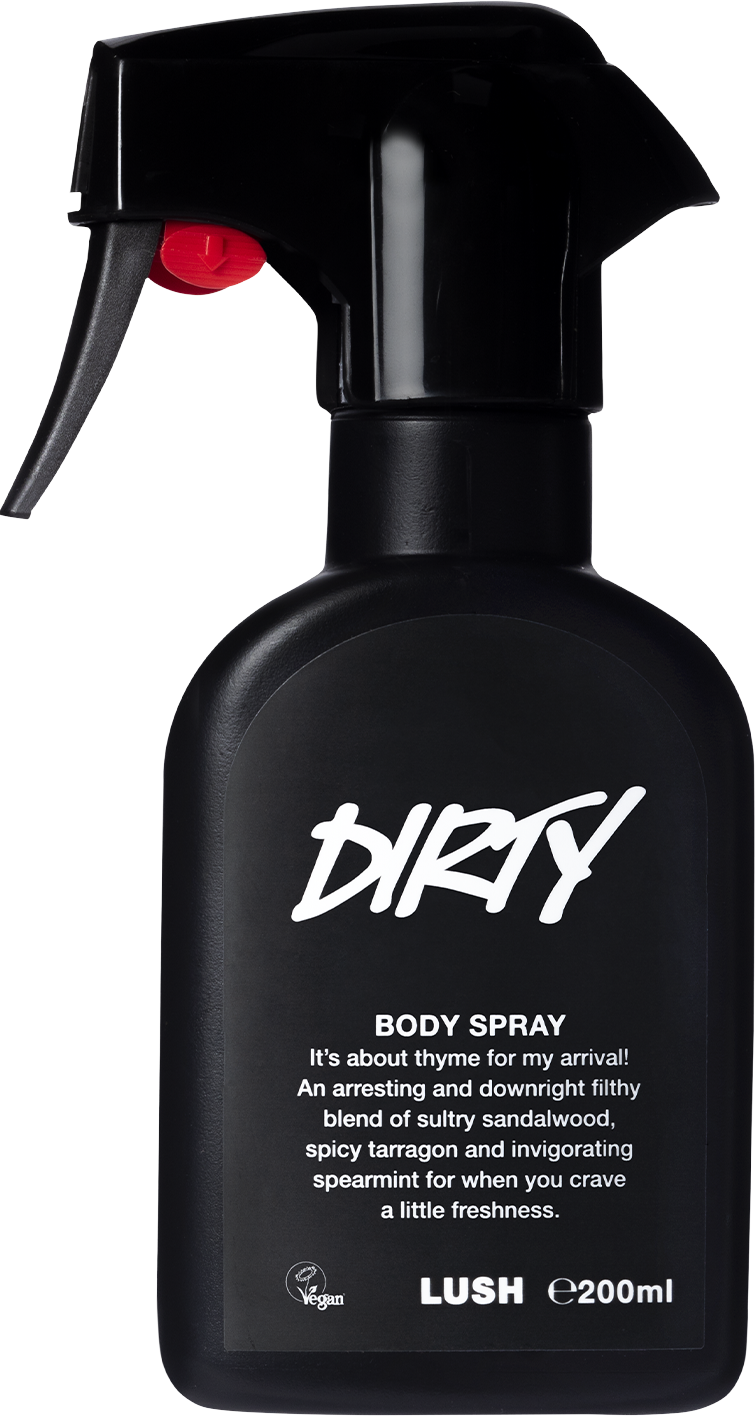 DIRTY
BODY SPRAY
It's about thyme for my arrival!
An arresting and downright filthy
blend of sultry sandalwood,
spicy tarragon and invigorating
spearmint for when you crave
a little freshness.
Vegan LUSH ℮200ml